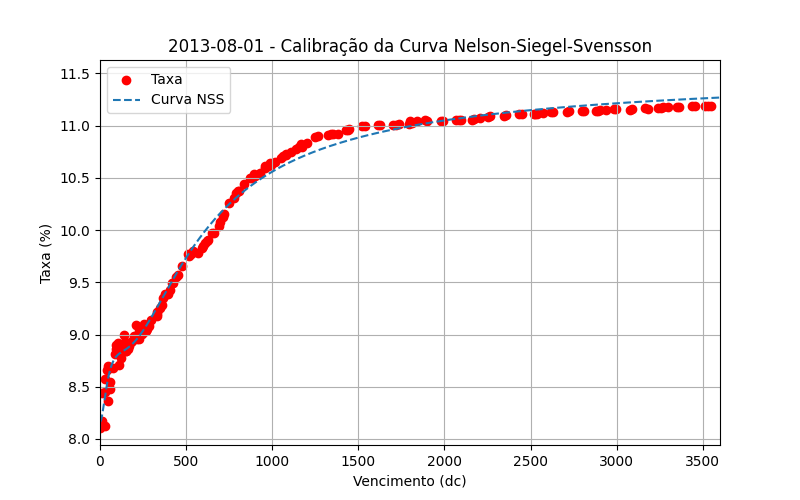 2013-08-01 - Calibração da Curva Nelson-Siegel-Svensson
Taxa
Curva NSS
Taxa (%)
11.5
11.0
10.5
10.0
9.5
9.0
8.5
8.0
0 500 1000 1500 2000 2500 3000 3500
Vencimento (dc)